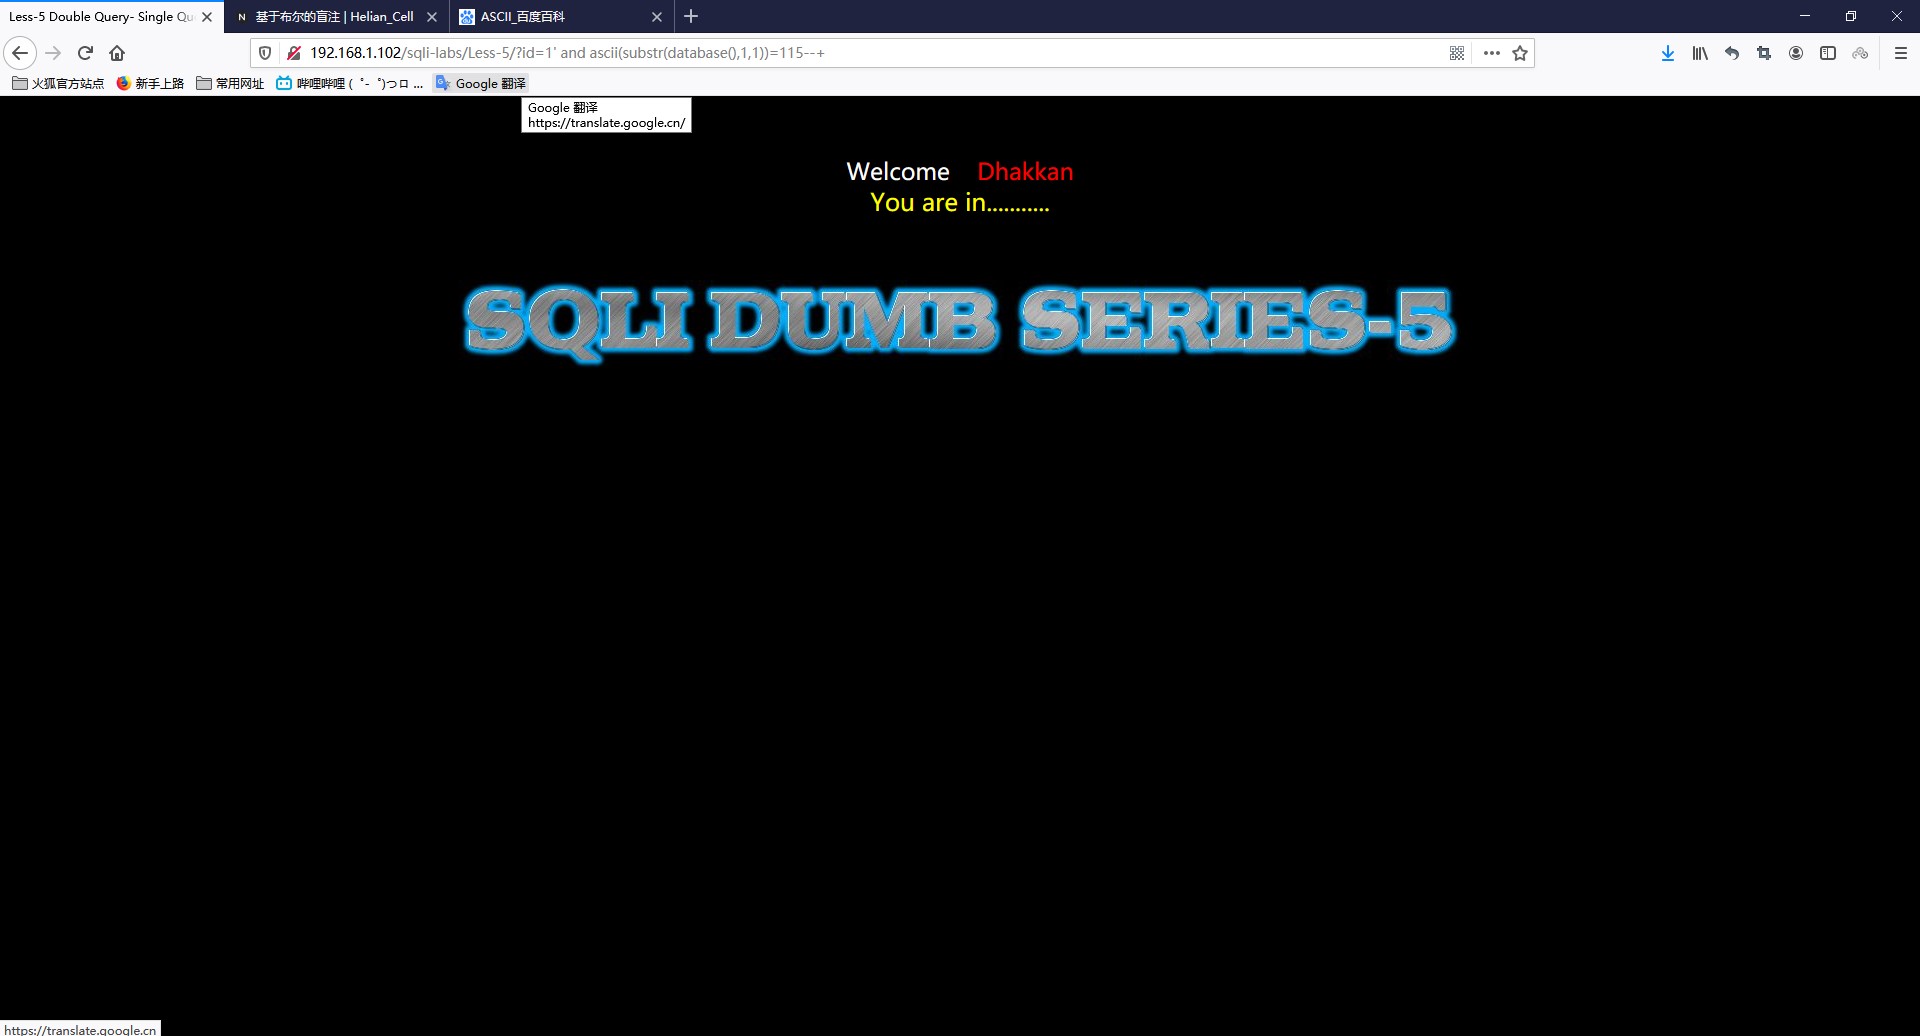 Less-5 Double Query- Single Qu
基于布尔的盲注 | Helian_Cell
ASCII_百度百科
192.168.1.102/sqli-labs/Less-5/?id=1' and ascii(substr(database(),1,1))=115--+
火狐官方站点 新手上路 常用网址 哔哩哔哩 ( ゜- ゜)つロ ... Google 翻译
Google 翻译
https://translate.google.cn/
Welcome Dhakkan
You are in...........
SQLI DUMB SERIES-5
https://translate.google.cn